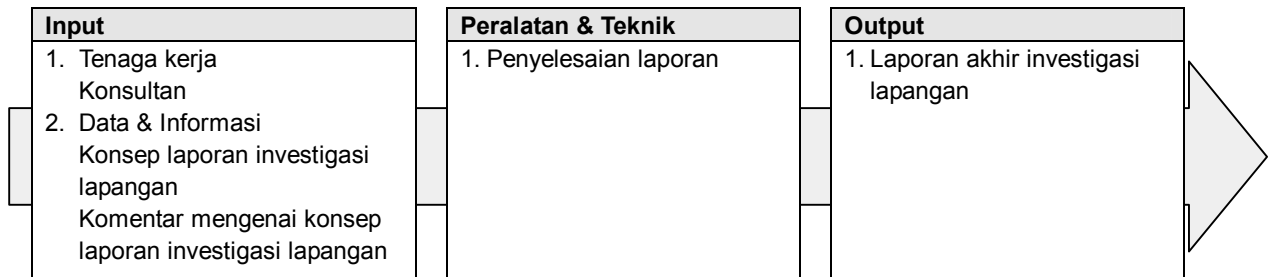 Input
1. Tenaga kerja
Konsultan
2. Data & Informasi
Konsep laporan investigasi
lapangan
Komentar mengenai konsep
laporan investigasi lapangan
Peralatan & Teknik
1. Penyelesaian laporan
Output
1. Laporan akhir investigasi
lapangan